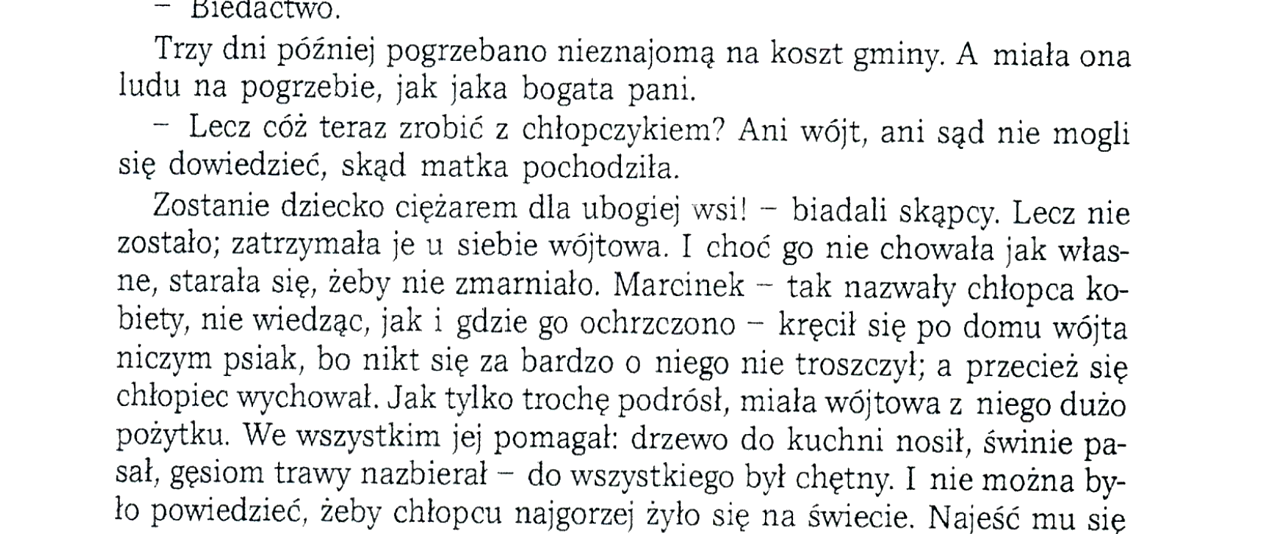 – Biedactwo.
Trzy dni później pogrzebano nieznajomą na koszt gminy. A miała ona
ludu na pogrzebie, jak jaka bogata pani.
– Lecz cóż teraz zrobić z chłopczykiem? Ani wójt, ani sąd nie mogli
się dowiedzieć, skąd matka pochodziła.
Zostanie dziecko ciężarem dla ubogiej wsi! – biadali skąpcy. Lecz nie
zostało; zatrzymała je u siebie wójtowa. I choć go nie chowała jak włas-
ne, starała się, żeby nie zmarniało. Marcinek – tak nazwały chłopca ko-
biety, nie wiedząc, jak i gdzie go ochrzczono – kręcił się po domu wójta
niczym psiak, bo nikt się za bardzo o niego nie troszczył; a przecież się
chłopiec wychował. Jak tylko trochę podrósł, miała wójtowa z niego dużo
pożytku. We wszystkim jej pomagał: drzewo do kuchni nosił, świnie pa-
sał, gęsiom trawy nazbierał – do wszystkiego był chętny. I nie można by-
ło powiedzieć, żeby chłopcu najgorzej żyło się na świecie. Najeść mu się